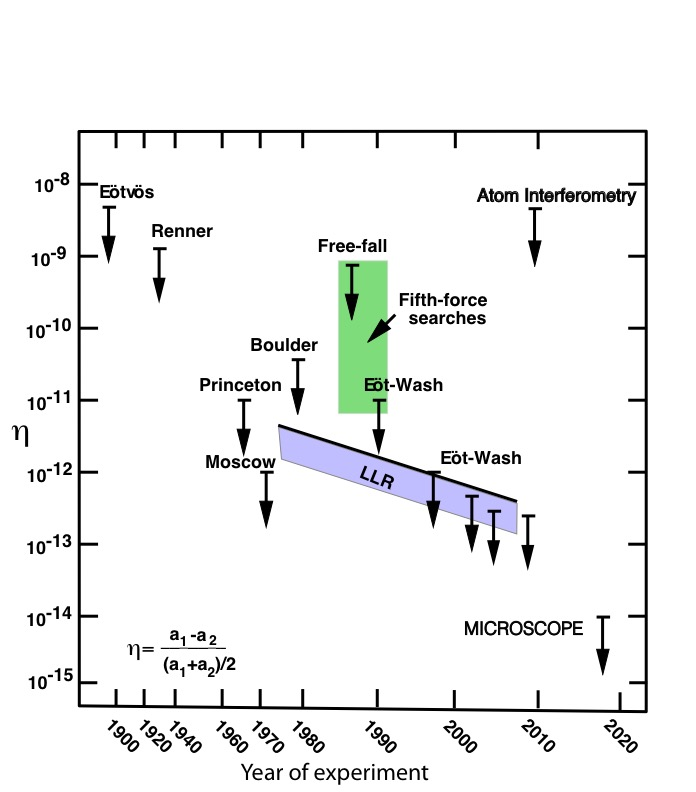 10-8
Eötvös
Atom Interferometry
Renner
10-9
Free-fall
Fifth-force
searches
10-10
Boulder
Princeton
Eöt-Wash
10-11
η
Moscow
Eöt-Wash
10-12
LLR
10-13
10-14
MICROSCOPE
η= a1-a2
(a1+a2)/2
10-15
1900 1920 1940 1960 1970 1980 1990 2000 2010 2020
Year of experiment